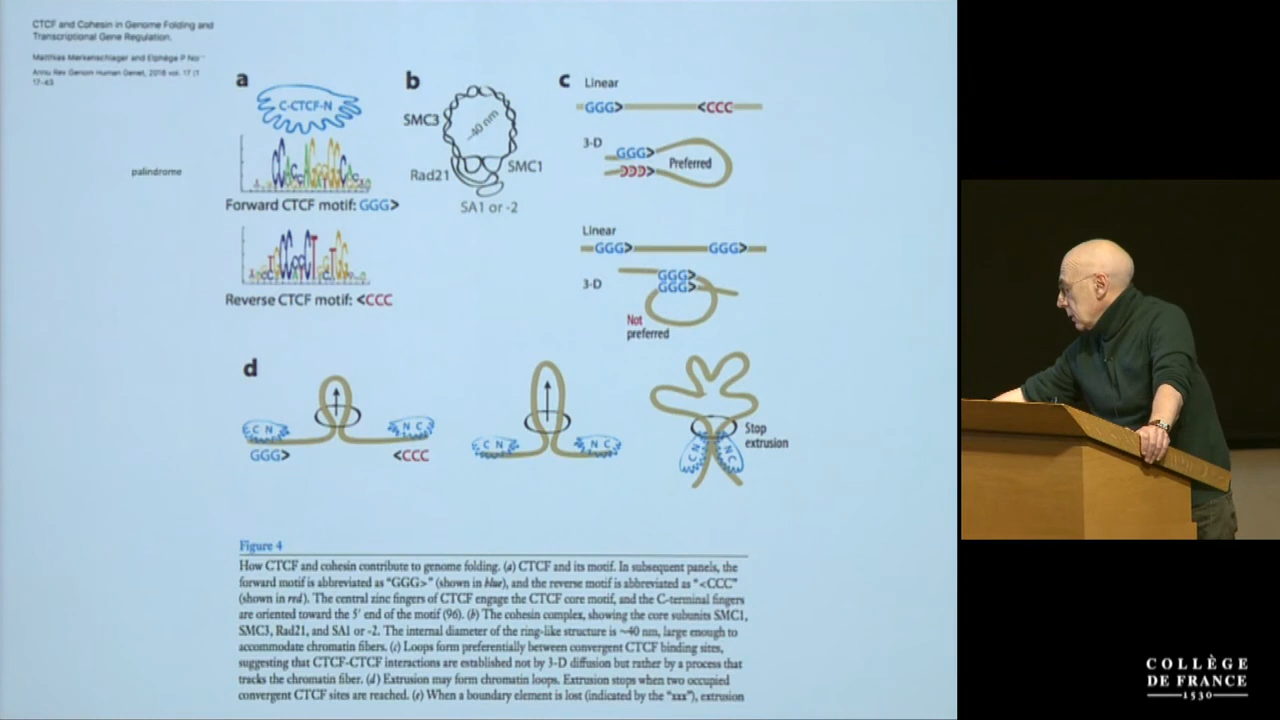 CTCF and Cohesin in Genome Folding and
Transcriptional Gene Regulation.
Matthias Merkenschlager and Elphège P
Annu Rev Genom Human Genet, 2016 vol. 17
17-43
palindrome
a
C-CTCF-N
Forward CTCF motif: GGG>
Reverse CTCF motif: <CCC
b
SMC3
~40 nm
Rad21
SMC1
SA1 or -2
c
Linear
GGG>
<CCC
3-D
GGG>
CCC>
Preferred
Linear
GGG>
GGG>
3-D
GGG>
GGG>
Not
preferred
d
C N
N C
GGG>
<CCC
C N
N C
C N
N C
Stop
extrusion
Figure 4
How CTCF and cohesin contribute to genome folding. (a) CTCF and its motif. In subsequent panels, the
forward motif is abbreviated as "GGG>" (shown in blue), and the reverse motif is abbreviated as "<CCC"
(shown in red). The central zinc fingers of CTCF engage the CTCF core motif, and the C-terminal fingers
are oriented toward the 5′ end of the motif (96). (b) The cohesin complex, showing the core subunits SMC1,
SMC3, Rad21, and SA1 or -2. The internal diameter of the ring-like structure is ~40 nm, large enough to
accommodate chromatin fibers. (c) Loops form preferentially between convergent CTCF binding sites,
suggesting that CTCF-CTCF interactions are established not by 3-D diffusion but rather by a process that
tracks the chromatin fiber. (d) Extrusion may form chromatin loops. Extrusion stops when two occupied
convergent CTCF sites are reached. (e) When a boundary element is lost (indicated by the "xxx"), extrusion
COLLÈGE
DE FRANCE
1530